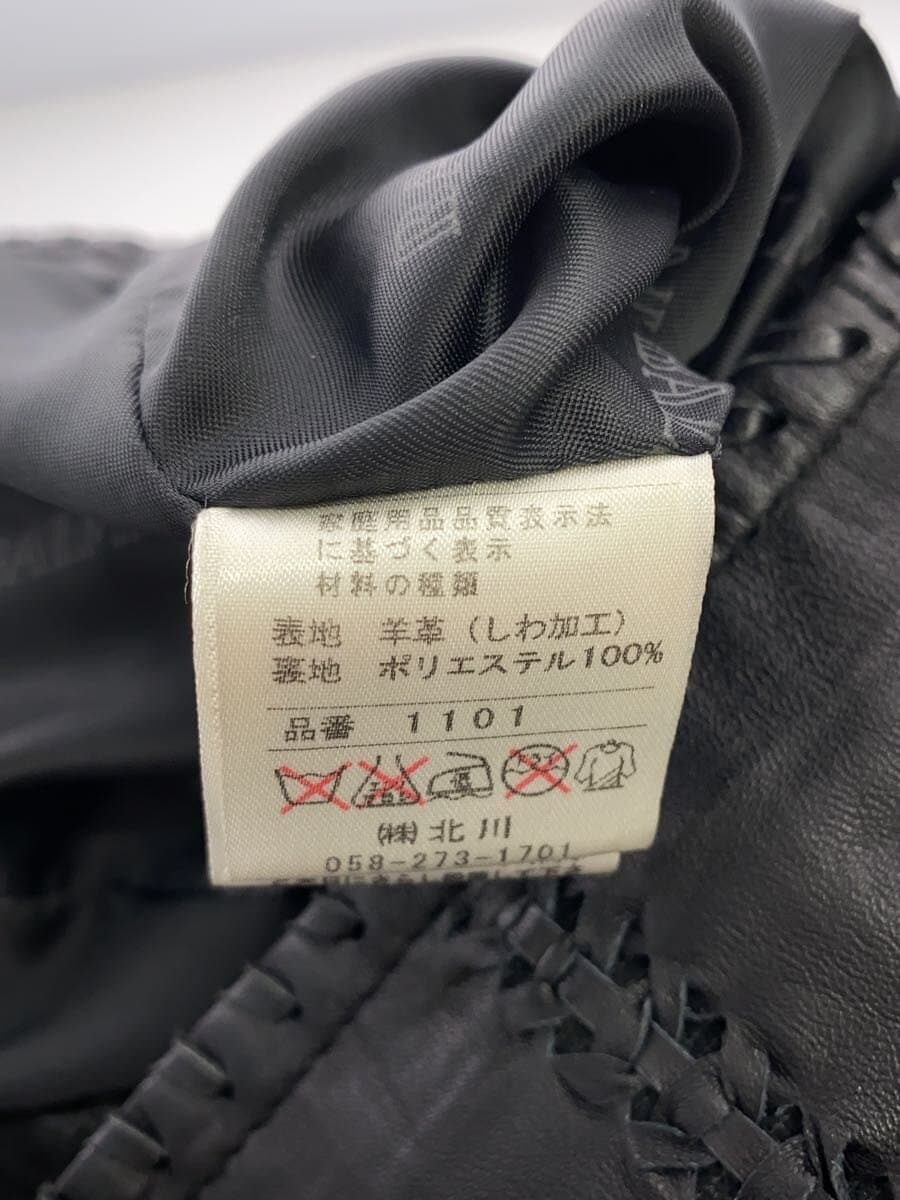 家庭用品品質表示法
に基づく表示
材料の種類
表地 羊革(しわ加工)
裏地 ポリエステル100%
品番 1101
㈱北川
058-273-1701